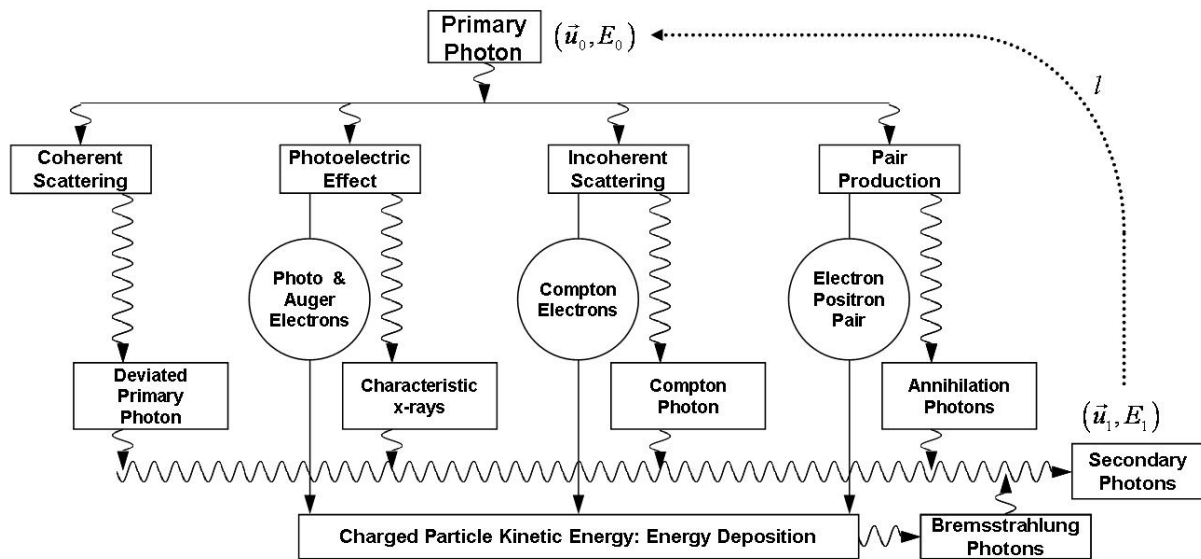 Primary
Photon
(u⃗₀, E₀)
l
Coherent
Scattering
Photoelectric
Effect
Incoherent
Scattering
Pair
Production
Photo &
Auger
Electrons
Compton
Electrons
Electron
Positron
Pair
Deviated
Primary
Photon
Characteristic
x-rays
Compton
Photon
Annihilation
Photons
(u⃗₁, E₁)
Secondary
Photons
Charged Particle Kinetic Energy: Energy Deposition
Bremsstrahlung
Photons